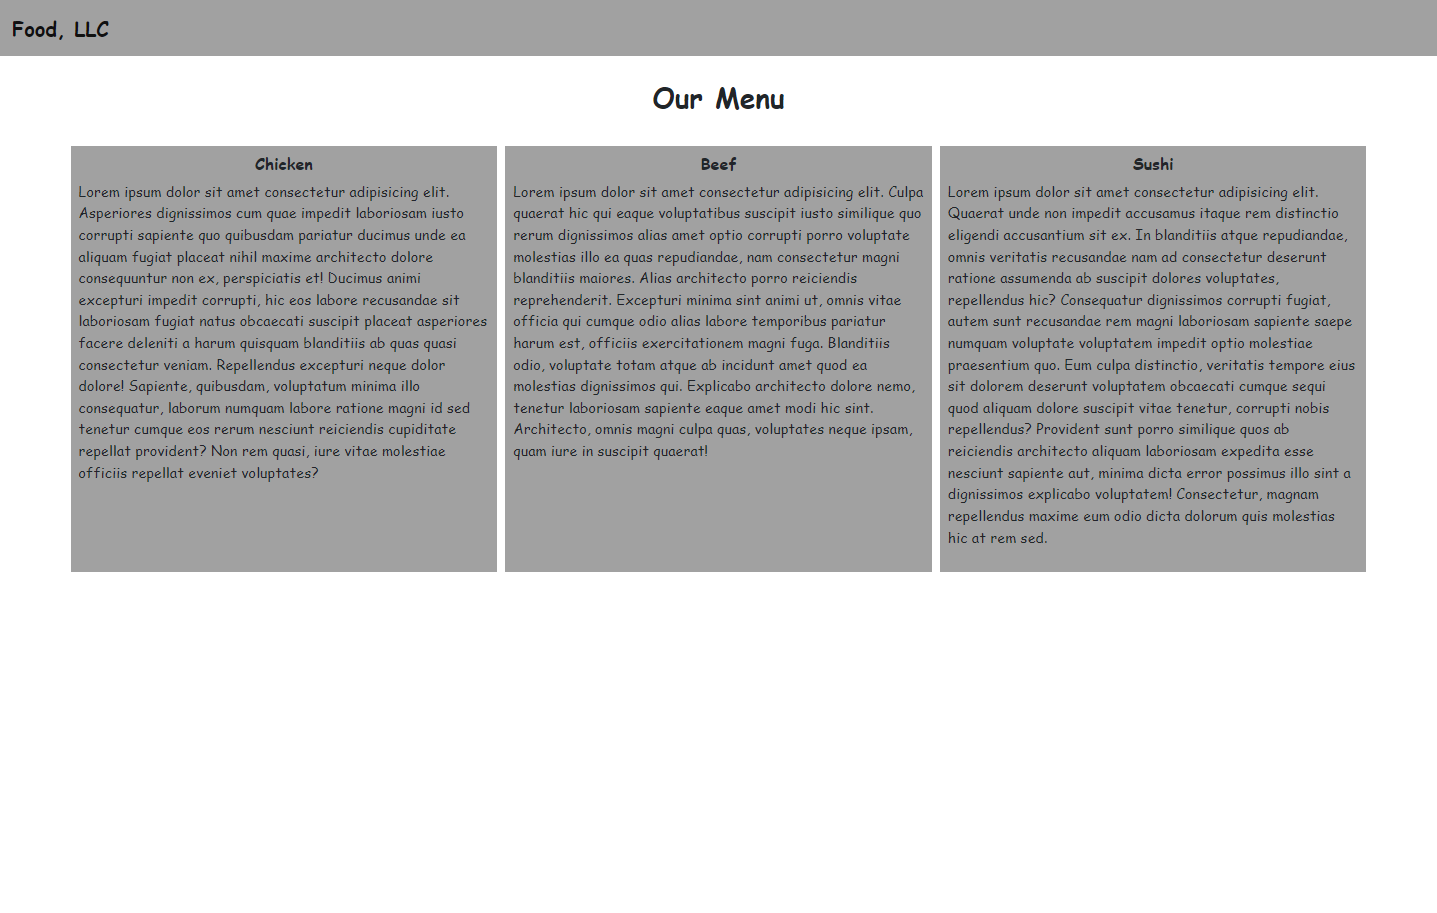 Food, LLC
Our Menu
Chicken
Lorem ipsum dolor sit amet consectetur adipisicing elit.
Asperiores dignissimos cum quae impedit laboriosam iusto
corrupti sapiente quo quibusdam pariatur ducimus unde ea
aliquam fugiat placeat nihil maxime architecto dolore
consequuntur non ex, perspiciatis et! Ducimus animi
excepturi impedit corrupti, hic eos labore recusandae sit
laboriosam fugiat natus obcaecati suscipit placeat asperiores
facere deleniti a harum quisquam blanditiis ab quas quasi
consectetur veniam. Repellendus excepturi neque dolor
dolore! Sapiente, quibusdam, voluptatum minima illo
consequatur, laborum numquam labore ratione magni id sed
tenetur cumque eos rerum nesciunt reiciendis cupiditate
repellat provident? Non rem quasi, iure vitae molestiae
officiis repellat eveniet voluptates?
Beef
Lorem ipsum dolor sit amet consectetur adipisicing elit. Culpa
quaerat hic qui eaque voluptatibus suscipit iusto similique quo
rerum dignissimos alias amet optio corrupti porro voluptate
molestias illo ea quas repudiandae, nam consectetur magni
blanditiis maiores. Alias architecto porro reiciendis
reprehenderit. Excepturi minima sint animi ut, omnis vitae
officia qui cumque odio alias labore temporibus pariatur
harum est, officiis exercitationem magni fuga. Blanditiis
odio, voluptate totam atque ab incidunt amet quod ea
molestias dignissimos qui. Explicabo architecto dolore nemo,
tenetur laboriosam sapiente eaque amet modi hic sint.
Architecto, omnis magni culpa quas, voluptates neque ipsam,
quam iure in suscipit quaerat!
Sushi
Lorem ipsum dolor sit amet consectetur adipisicing elit.
Quaerat unde non impedit accusamus itaque rem distinctio
eligendi accusantium sit ex. In blanditiis atque repudiandae,
omnis veritatis recusandae nam ad consectetur deserunt
ratione assumenda ab suscipit dolores voluptates,
repellendus hic? Consequatur dignissimos corrupti fugiat,
autem sunt recusandae rem magni laboriosam sapiente saepe
numquam voluptate voluptatem impedit optio molestiae
praesentium quo. Eum culpa distinctio, veritatis tempore eius
sit dolorem deserunt voluptatem obcaecati cumque sequi
quod aliquam dolore suscipit vitae tenetur, corrupti nobis
repellendus? Provident sunt porro similique quos ab
reiciendis architecto aliquam laboriosam expedita esse
nesciunt sapiente aut, minima dicta error possimus illo sint a
dignissimos explicabo voluptatem! Consectetur, magnam
repellendus maxime eum odio dicta dolorum quis molestias
hic at rem sed.